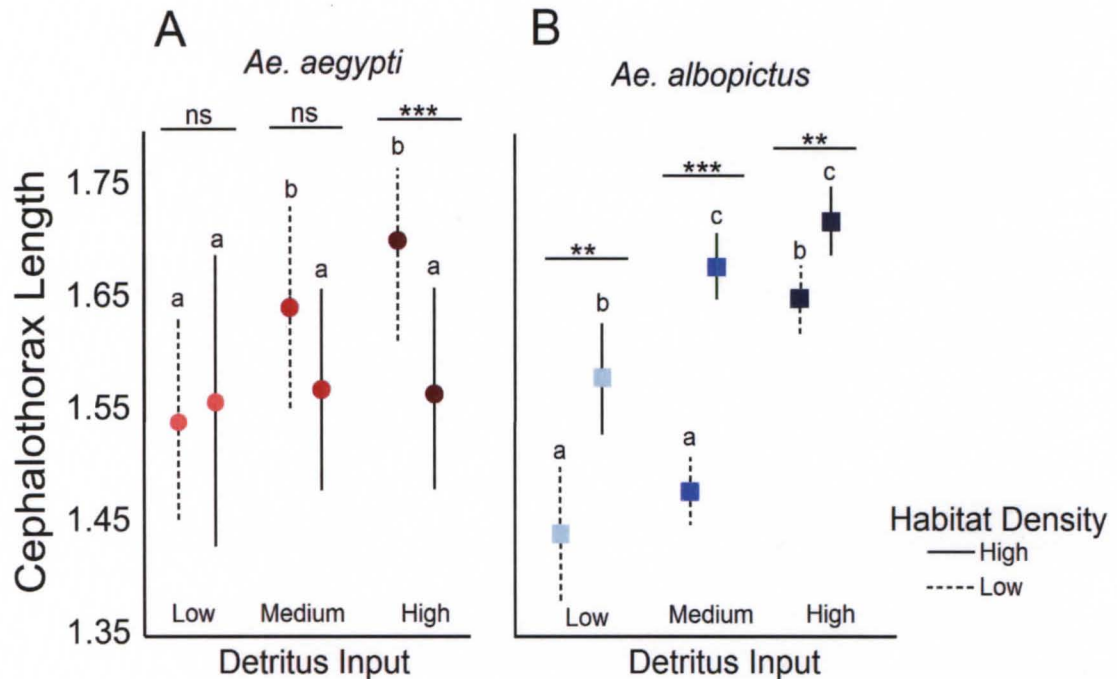 A
Ae. aegypti
ns ns ***
b
b
a
a
a
a
Cephalothorax Length
1.75
1.65
1.55
1.45
1.35
Low Medium High
Detritus Input
B
Ae. albopictus
**
***
**
c
c
b
b
a
a
Low Medium High
Detritus Input
Habitat Density
High
Low